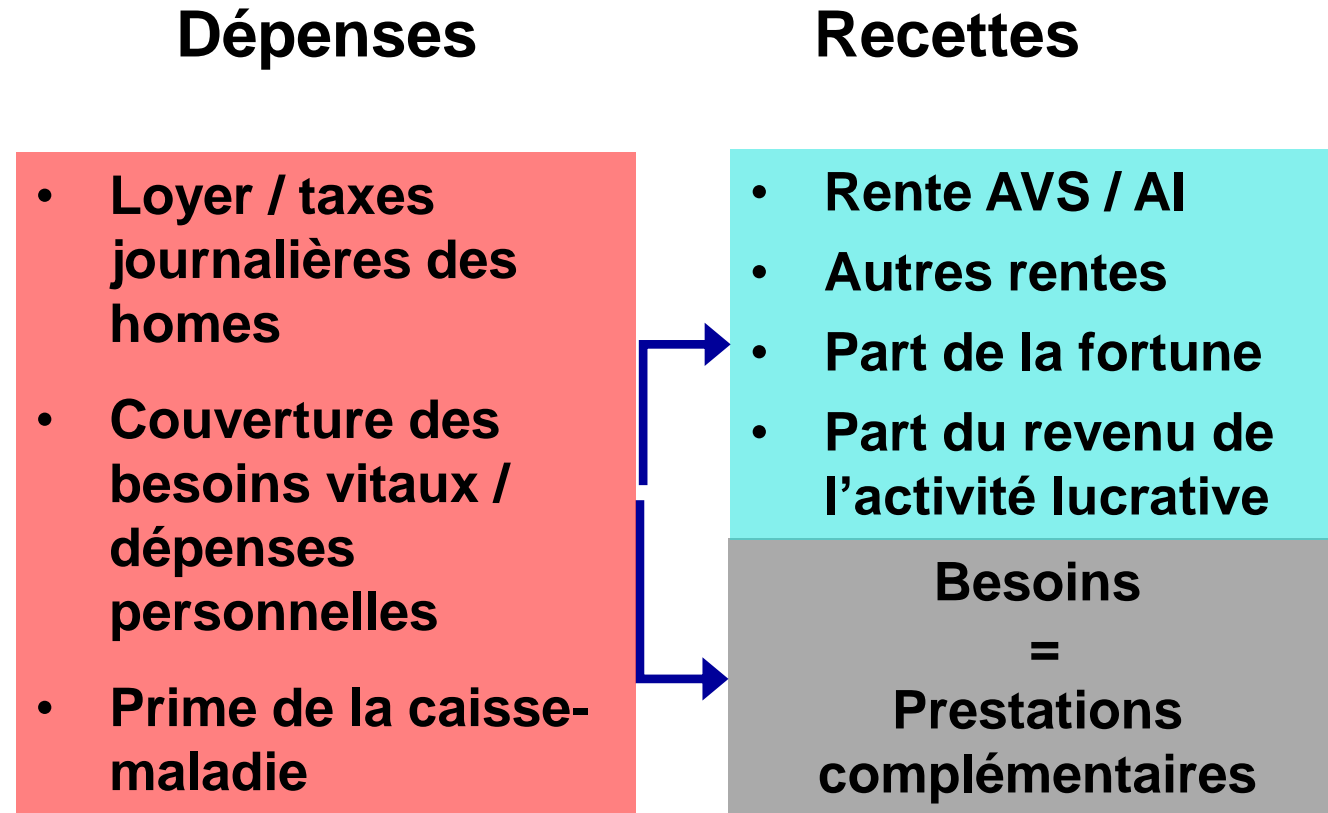 Dépenses
Recettes
• Loyer / taxes
journalières des
homes
• Couverture des
besoins vitaux /
dépenses
personnelles
• Prime de la caisse-
maladie
• Rente AVS / AI
• Autres rentes
• Part de la fortune
• Part du revenu de
l’activité lucrative
Besoins
=
Prestations
complémentaires